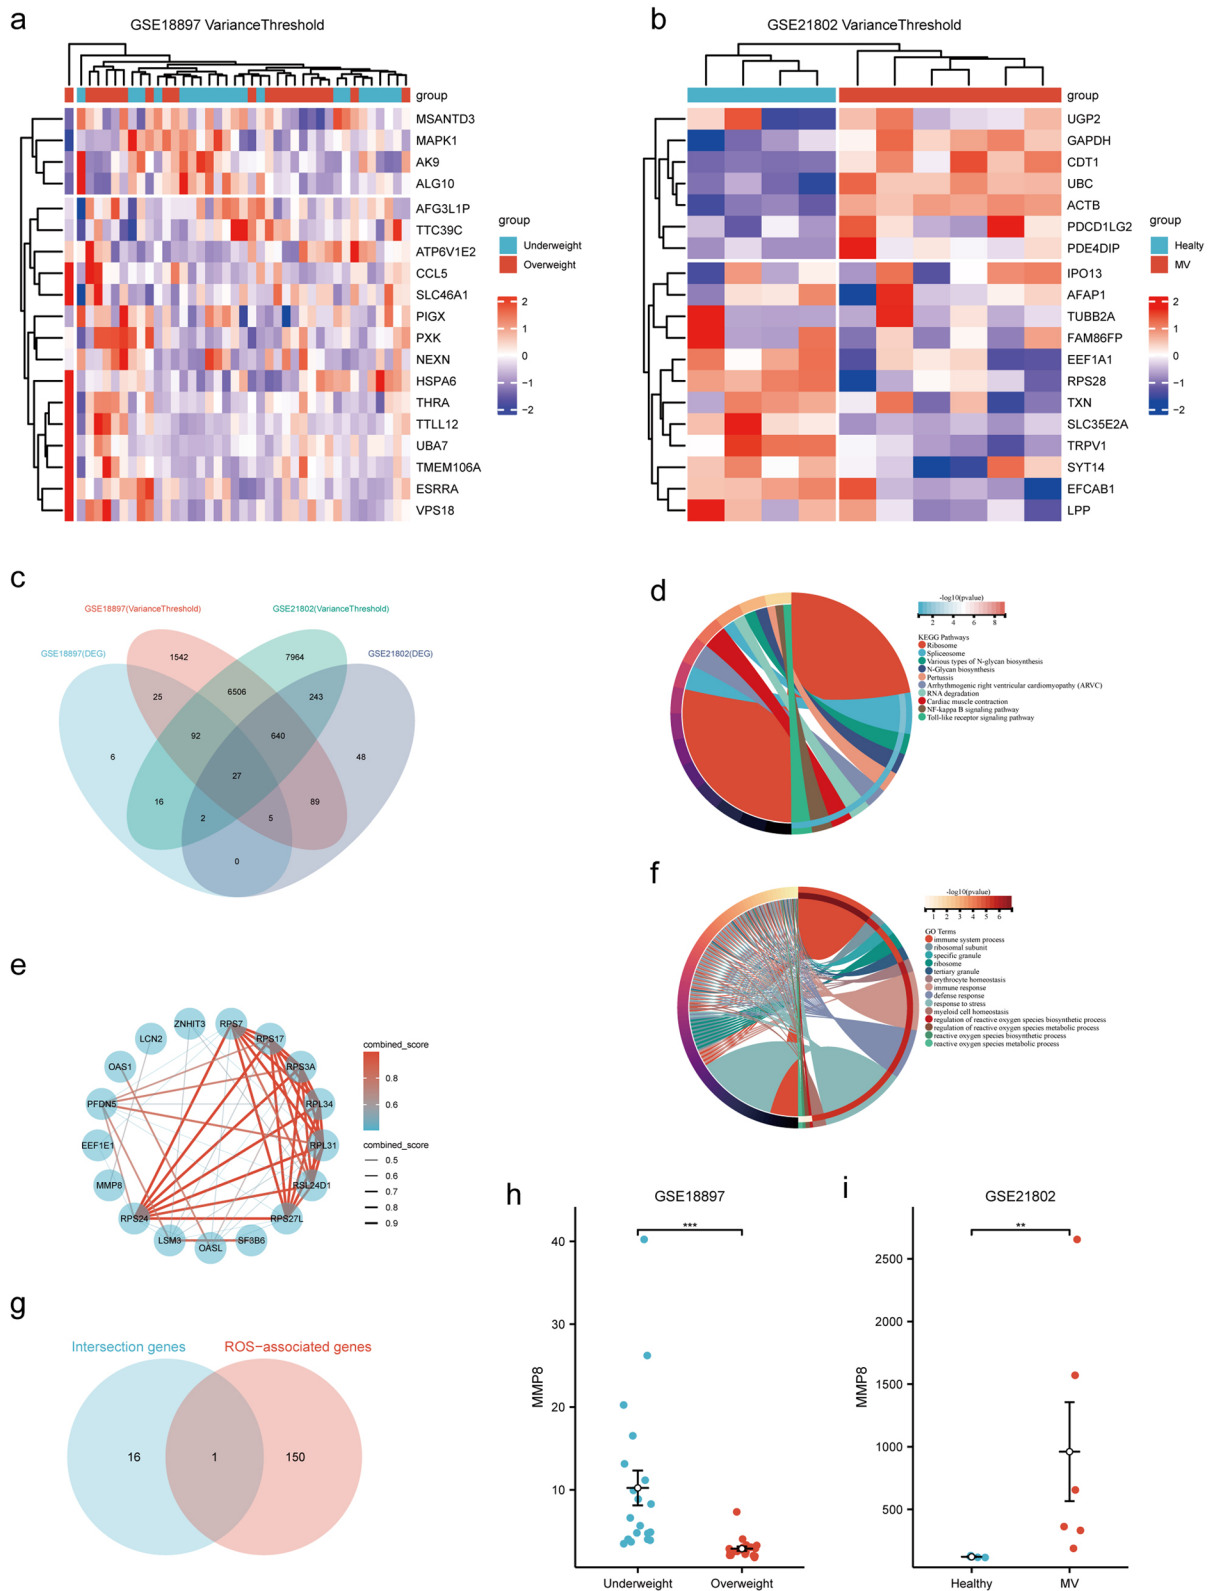 a
GSE18897 VarianceThreshold
group
MSANTD3
MAPK1
AK9
ALG10
AFG3L1P
TTC39C
ATP6V1E2
CCL5
SLC46A1
PIGX
PXK
NEXN
HSPA6
THRA
TTLL12
UBA7
TMEM106A
ESRRA
VPS18
group
Underweight
Overweight
2
1
0
−1
−2
b
GSE21802 VarianceThreshold
group
UGP2
GAPDH
CDT1
UBC
ACTB
PDCD1LG2
PDE4DIP
IPO13
AFAP1
TUBB2A
FAM86FP
EEF1A1
RPS28
TXN
SLC35E2A
TRPV1
SYT14
EFCAB1
LPP
group
Healty
MV
2
1
0
−1
−2
c
GSE18897(VarianceThreshold)
GSE21802(VarianceThreshold)
GSE18897(DEG)
GSE21802(DEG)
1542
7964
25
6506
243
6
92
640
48
27
16
89
2
5
0
d
-log10(pvalue)
2 4 6 8
KEGG Pathways
Ribosome
Spliceosome
Various types of N-glycan biosynthesis
N-Glycan biosynthesis
Pertussis
Arrhythmogenic right ventricular cardiomyopathy (ARVC)
RNA degradation
Cardiac muscle contraction
NF-kappa B signaling pathway
Toll-like receptor signaling pathway
e
ZNHIT3
RPS7
LCN2
RPS17
OAS1
RPS3A
PFDN5
RPL34
EEF1E1
RPL31
MMP8
RSL24D1
RPS24
RPS27L
LSM3
OASL
SF3B6
combined_score
0.8
0.6
combined_score
0.5
0.6
0.7
0.8
0.9
f
-log10(pvalue)
1 2 3 4 5 6
GO Terms
immune system process
ribosomal subunit
specific granule
ribosome
tertiary granule
erythrocyte homeostasis
immune response
defense response
response to stress
myeloid cell homeostasis
regulation of reactive oxygen species biosynthetic process
regulation of reactive oxygen species metabolic process
reactive oxygen species biosynthetic process
reactive oxygen species metabolic process
g
Intersection genes
ROS−associated genes
16
1
150
h
GSE18897
***
40
30
20
10
MMP8
Underweight
Overweight
i
GSE21802
**
2500
2000
1500
1000
500
MMP8
Healthy
MV